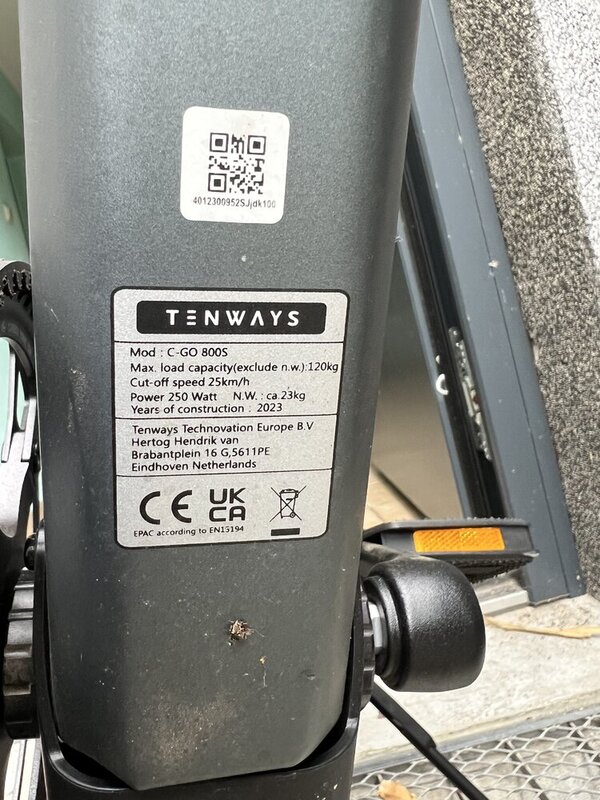 4012300952SJjdk100
TENWAYS
Mod : C-GO 800S
Max. load capacity(exclude n.w.):120kg
Cut-off speed 25km/h
Power 250 Watt N.W. : ca.23kg
Years of construction : 2023
Tenways Technovation Europe B.V
Hertog Hendrik van
Brabantplein 16 G,5611PE
Eindhoven Netherlands
CE UK
CA
EPAC according to EN15194